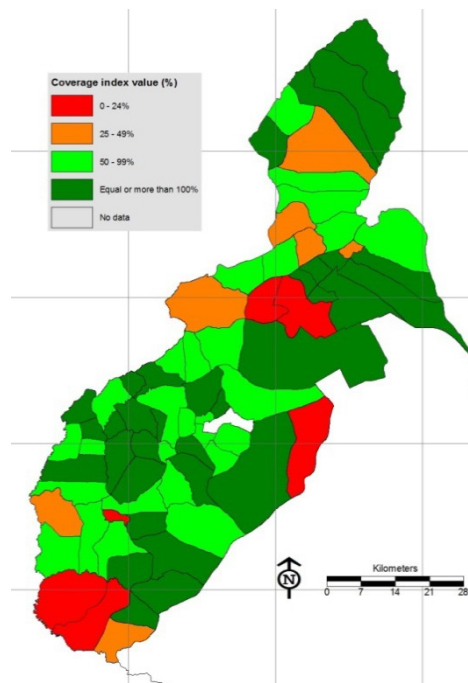 Coverage index value (%)
0 - 24%
25 - 49%
50 - 99%
Equal or more than 100%
No data
N
Kilometers
0 7 14 21 28